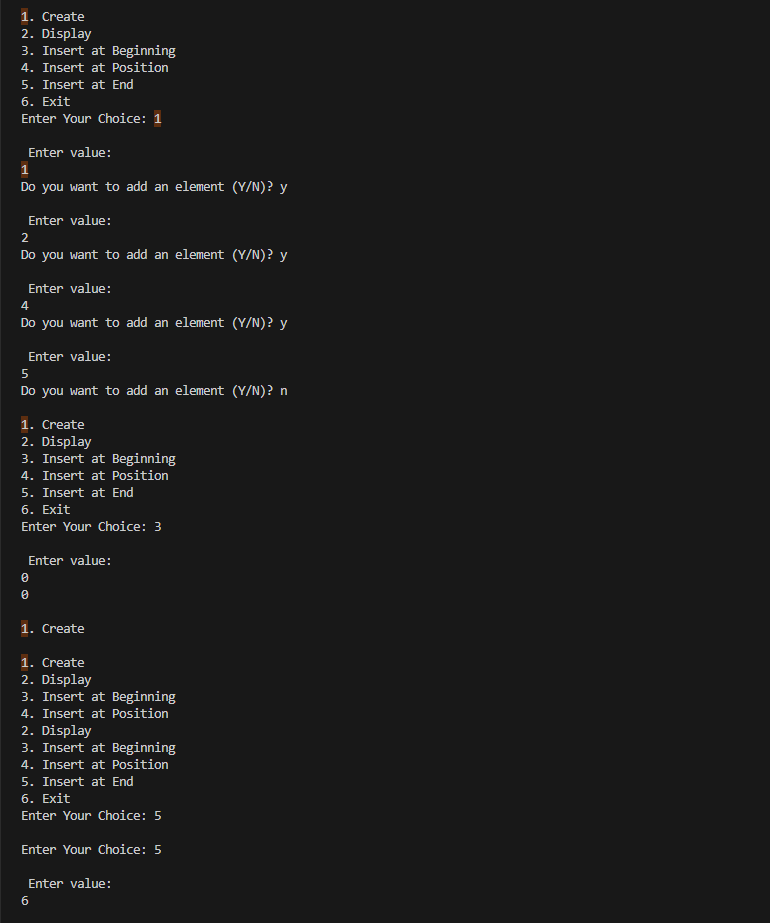 1. Create
2. Display
3. Insert at Beginning
4. Insert at Position
5. Insert at End
6. Exit
Enter Your Choice: 1
Enter value:
1
Do you want to add an element (Y/N)? y
Enter value:
2
Do you want to add an element (Y/N)? y
Enter value:
4
Do you want to add an element (Y/N)? y
Enter value:
5
Do you want to add an element (Y/N)? n
1. Create
2. Display
3. Insert at Beginning
4. Insert at Position
5. Insert at End
6. Exit
Enter Your Choice: 3
Enter value:
0
0
1. Create
1. Create
2. Display
3. Insert at Beginning
4. Insert at Position
2. Display
3. Insert at Beginning
4. Insert at Position
5. Insert at End
6. Exit
Enter Your Choice: 5
Enter Your Choice: 5
Enter value:
6